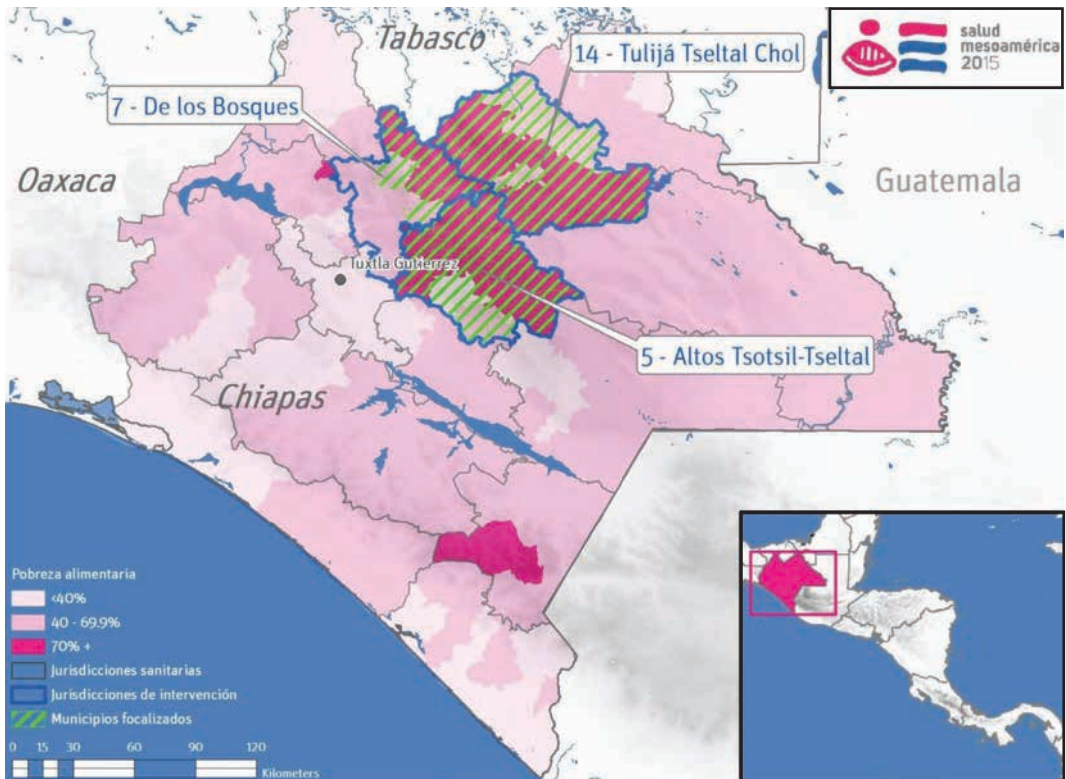 Tabasco
14 - Tulijá Tseltal Chol
salud
mesoamérica
2015
7 - De los Bosques
Oaxaca
Guatemala
Tuxtla Gutiérrez
5 - Altos Tsotsil-Tseltal
Chiapas
Pobreza alimentaria
<40%
40 - 69.9%
70% +
Jurisdicciones sanitarias
Jurisdicciones de intervención
Municipios focalizados
0 15 30 60 90 120
Kilometers